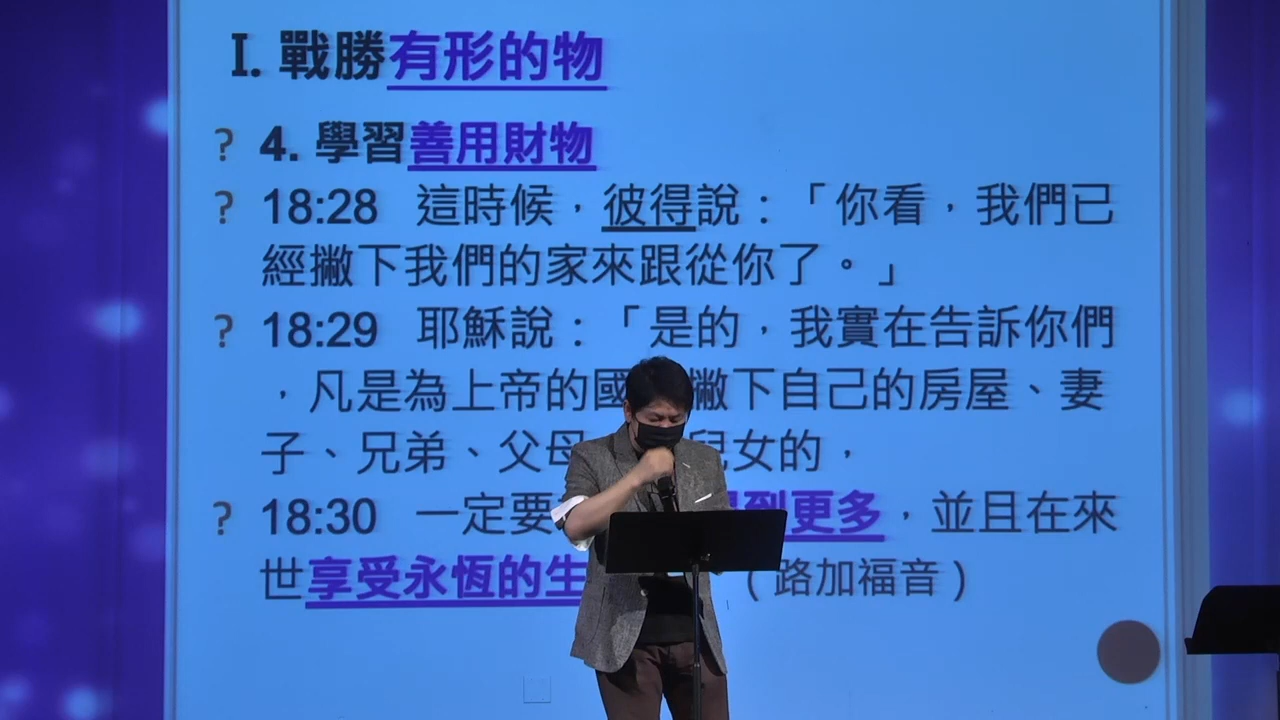 I. 戰勝有形的物
? 4. 學習善用財物
? 18:28 這時候，彼得說：「你看，我們已
經撇下我們的家來跟從你了。」
? 18:29 耶穌說：「是的，我實在告訴你們
，凡是為上帝的國 撇下自己的房屋、妻
子、兄弟、父母 兒女的，
? 18:30 一定要 得到更多，並且在來
世享受永恆的生 (路加福音)